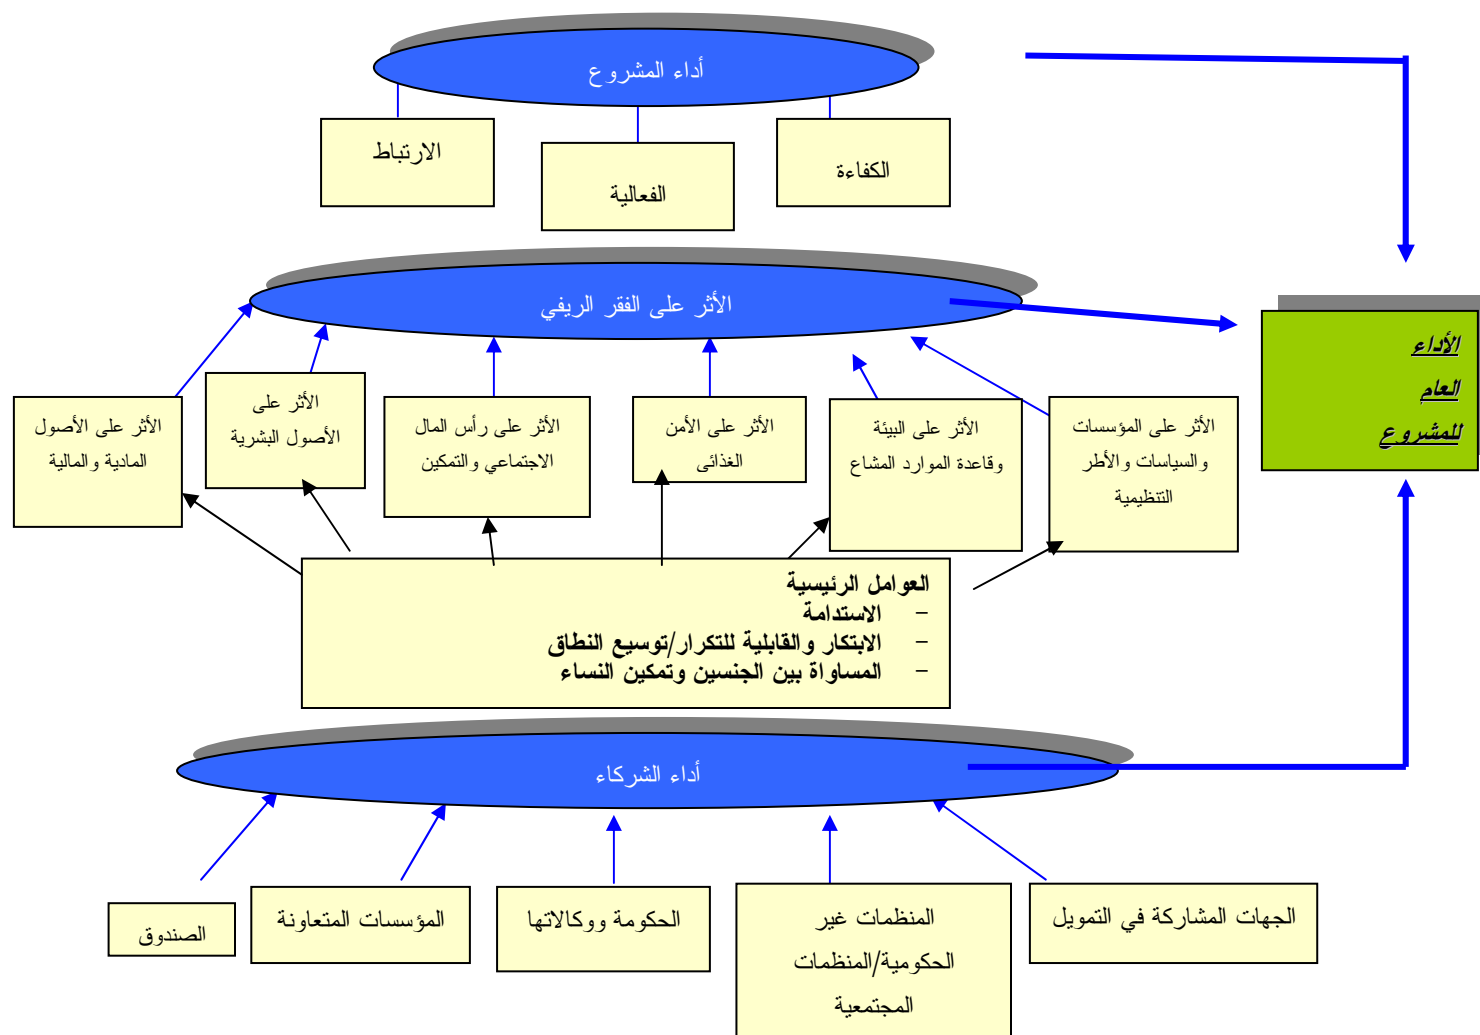 أداء المشروع
الكفاءة
الفعالية
الارتباط
الأثر على الفقر الريفي
الأداء
العام
للمشروع
الأثر على المؤسسات
والسياسات والأطر
التنظيمية
الأثر على البيئة
وقاعدة الموارد المشاع
الأثر على الأمن
الغذائى
الأثر على رأس المال
الاجتماعي والتمكين
الأثر على
الأصول البشرية
الأثر على الأصول
المادية والمالية
العوامل الرئيسية
- الاستدامة
- الابتكار والقابلية للتكرار/توسيع النطاق
- المساواة بين الجنسين وتمكين النساء
أداء الشركاء
الجهات المشاركة في التمويل
المنظمات غير
الحكومية/المنظمات
المجتمعية
الحكومة ووكالاتها
المؤسسات المتعاونة
الصندوق